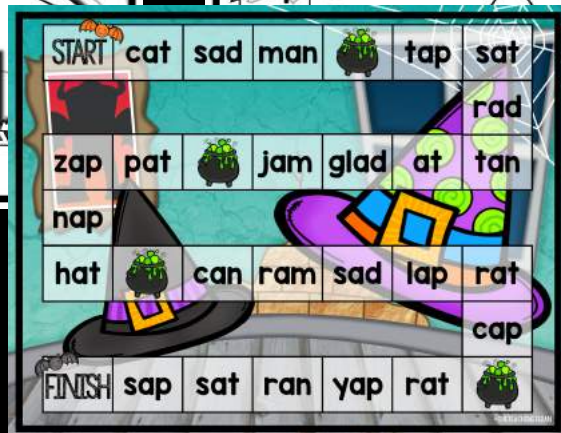 START cat sad man tap sat
rad
zap pat jam glad at tan
nap
hat can ram sad lap rat
cap
FINISH sap sat ran yap rat